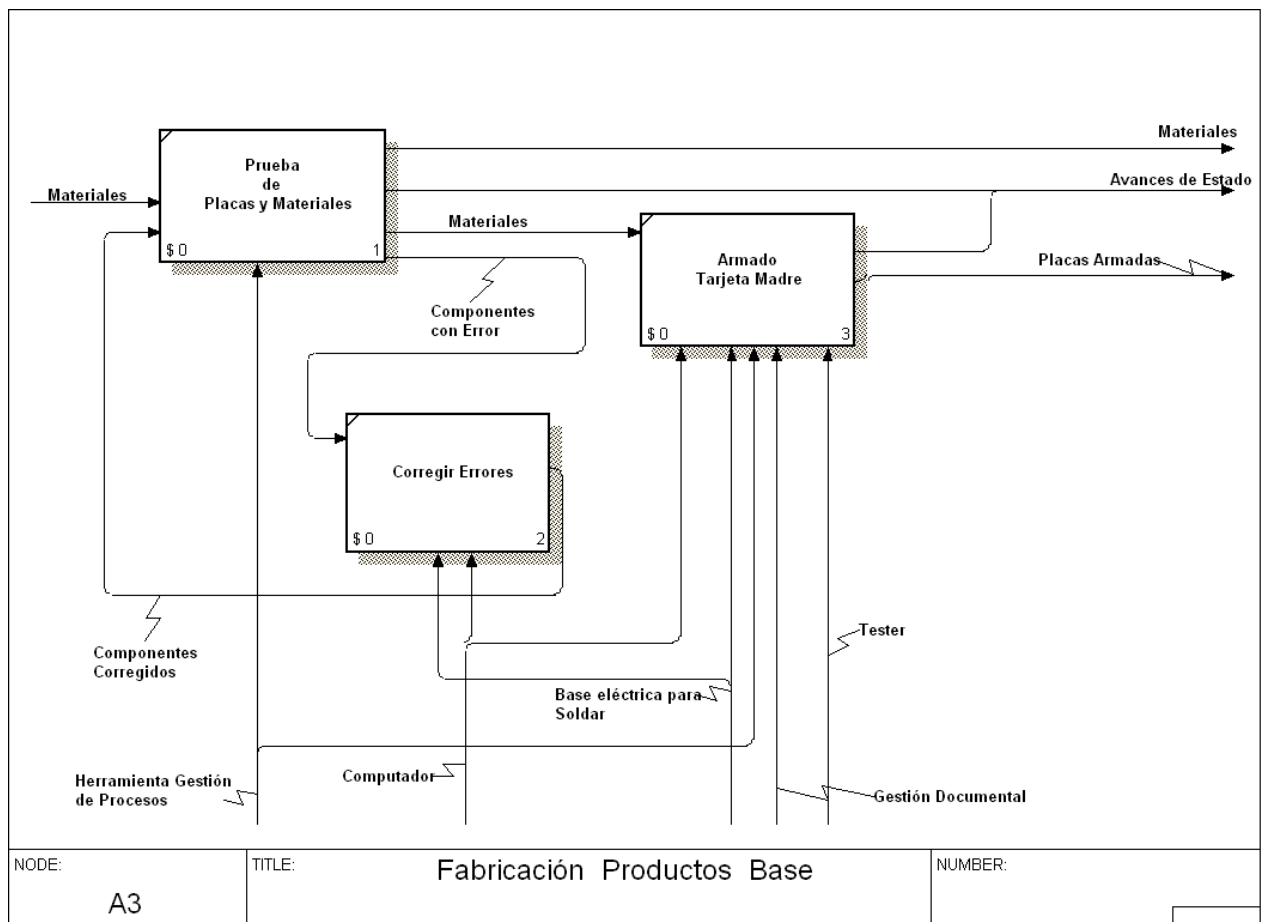 Materiales
Prueba
de
Placas y Materiales
$ 0
1
Materiales
Avances de Estado
Materiales
Armado
Tarjeta Madre
$ 0
3
Placas Armadas
Componentes
con Error
Corregir Errores
$ 0
2
Componentes
Corregidos
Tester
Base eléctrica para
Soldar
Herramienta Gestión
de Procesos
Computador
Gestión Documental
NODE:
A3
TITLE:
Fabricación Productos Base
NUMBER: